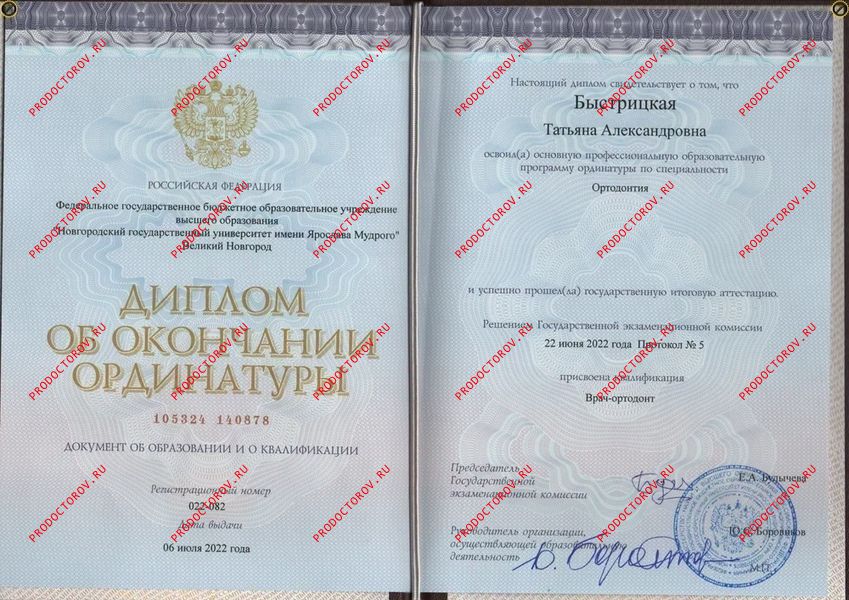 РОССИЙСКАЯ ФЕДЕРАЦИЯ
Федеральное государственное бюджетное образовательное учреждение
высшего образования
"Новгородский государственный университет имени Ярослава Мудрого"
Великий Новгород
ДИПЛОМ
ОБ ОКОНЧАНИИ
ОРДИНАТУРЫ
105324 140878
ДОКУМЕНТ ОБ ОБРАЗОВАНИИ И О КВАЛИФИКАЦИИ
Регистрационный номер
022-082
Дата выдачи
06 июля 2022 года
Настоящий диплом свидетельствует о том, что
Быстрицкая
Татьяна Александровна
освоил(а) основную профессиональную образовательную
программу ординатуры по специальности
Ортодонтия
и успешно прошел(ла) государственную итоговую аттестацию.
Решением Государственной экзаменационной комиссии
22 июня 2022 года Протокол № 5
присвоена квалификация
Врач-ортодонт
Председатель
Государственной
экзаменационной комиссии
Е.А. Булычева
Руководитель организации,
осуществляющей образовательную
деятельность
Ю.С. Боровиков
М.П.
PRODOCTOROV.RU